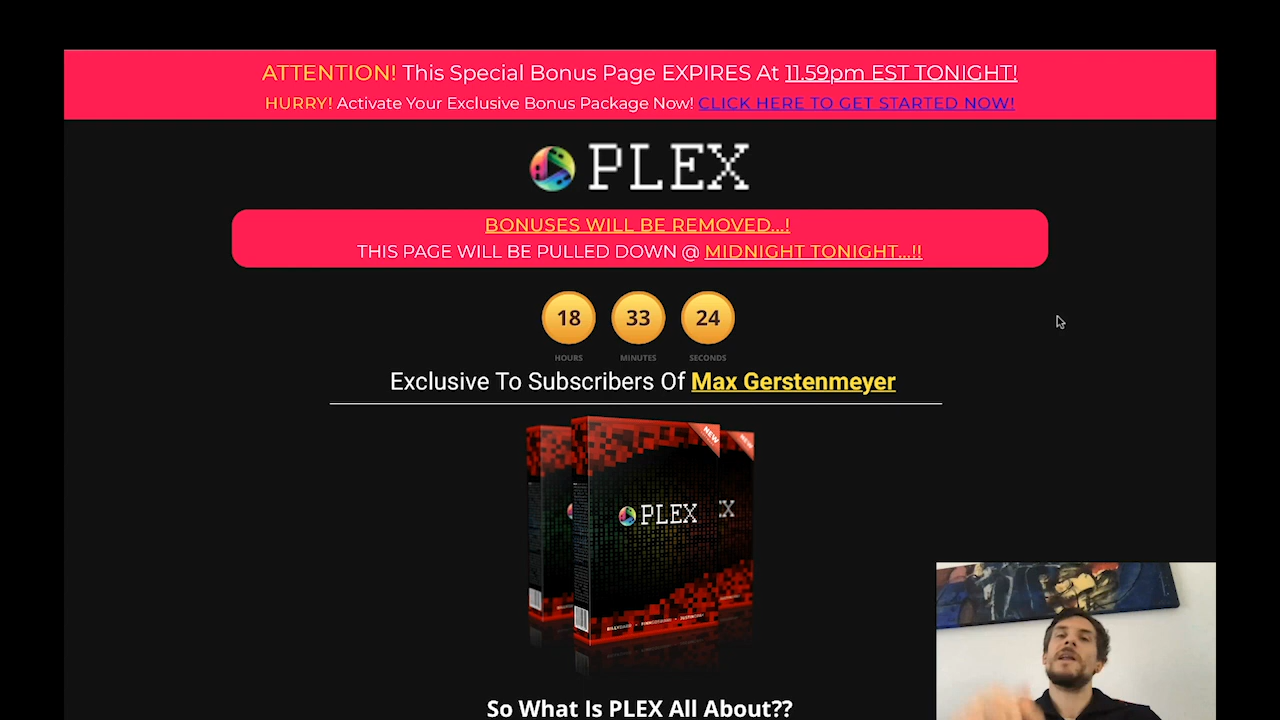 ATTENTION! This Special Bonus Page EXPIRES At 11.59pm EST TONIGHT!
HURRY! Activate Your Exclusive Bonus Package Now! CLICK HERE TO GET STARTED NOW!
PLEX
BONUSES WILL BE REMOVED...!
THIS PAGE WILL BE PULLED DOWN @ MIDNIGHT TONIGHT...!!
18 33 24
HOURS MINUTES SECONDS
Exclusive To Subscribers Of Max Gerstenmeyer
NEW
PLEX
So What Is PLEX All About??